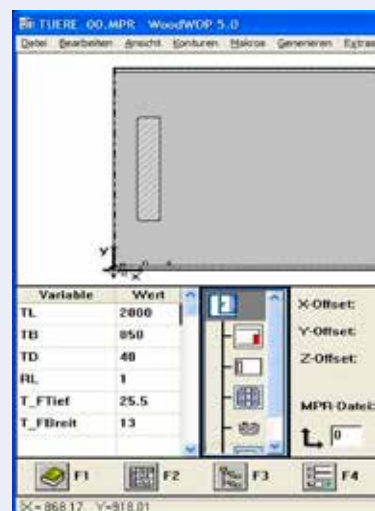 TUERE_00.MPR WoodWOP 5.0
Datei Bearbeiten Ansicht Konturen Makros Generieren Extras
Y
X
Variable Wert
TL 2000
TB 850
TD 40
RL 1
T_FTief 25.5
T_FBreit 13
X-Offset:
Y-Offset:
Z-Offset:
MPR-Datei:
0
F1 F2 F3 F4
X=868.17 Y=918.01